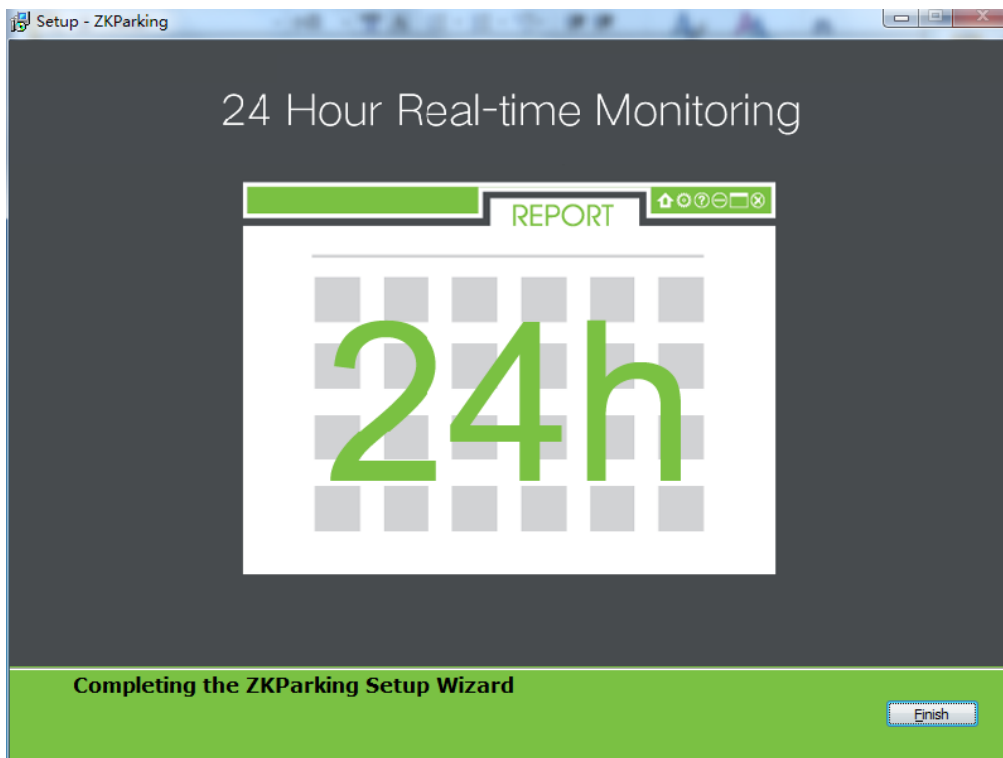 Setup - ZKParking
24 Hour Real-time Monitoring
REPORT
24h
Completing the ZKParking Setup Wizard
Finish